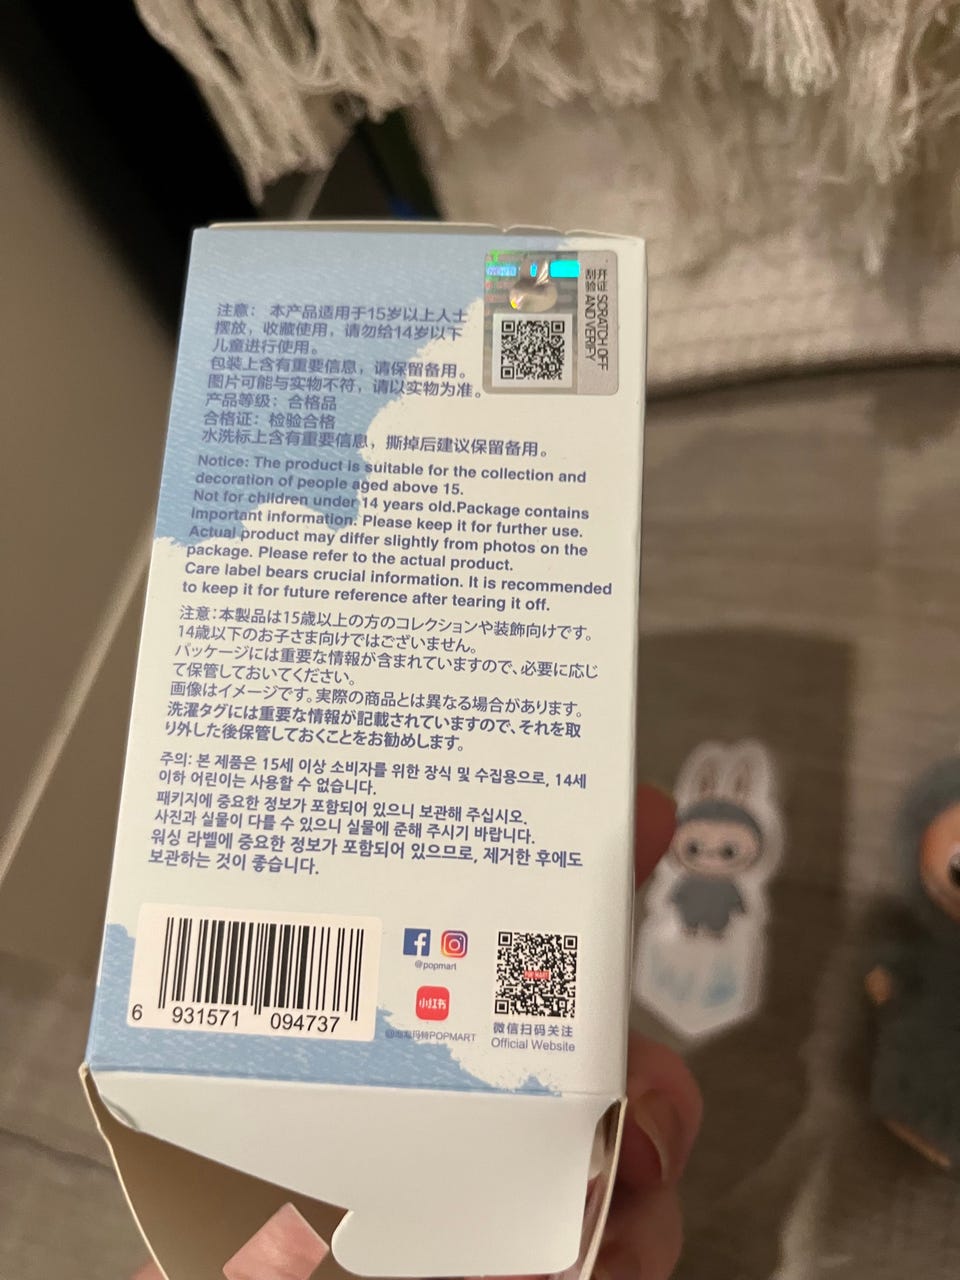 注意： 本产品适用于15岁以上人士
摆放，收藏使用，请勿给14岁以下
儿童进行使用。
包装上含有重要信息，请保留备用。
图片可能与实物不符，请以实物为准。
产品等级：合格品
合格证：检验合格
水洗标上含有重要信息，撕掉后建议保留备用。
开证 SCRATCH OFF
刮验 AND VERIFY
Notice: The product is suitable for the collection and
decoration of people aged above 15.
Not for children under 14 years old.Package contains
important information. Please keep it for further use.
Actual product may differ slightly from photos on the
package. Please refer to the actual product.
Care label bears crucial information. It is recommended
to keep it for future reference after tearing it off.
注意：本製品は15歳以上の方のコレクションや装飾向けです。
14歳以下のお子さま向けではございません。
パッケージには重要な情報が含まれていますので、必要に応じ
て保管しておいてください。
画像はイメージです。実際の商品とは異なる場合があります。
洗濯タグには重要な情報が記載されていますので、それを取
り外した後保管しておくことをお勧めします。
주의: 본 제품은 15세 이상 소비자를 위한 장식 및 수집용으로, 14세
이하 어린이는 사용할 수 없습니다.
패키지에 중요한 정보가 포함되어 있으니 보관해 주십시오.
사진과 실물이 다를 수 있으니 실물에 준해 주시기 바랍니다.
워싱 라벨에 중요한 정보가 포함되어 있으므로, 제거한 후에도
보관하는 것이 좋습니다.
6 931571 094737
@popmart
小红书
@泡泡玛特POPMART
POP MART
微信扫码关注
Official Website